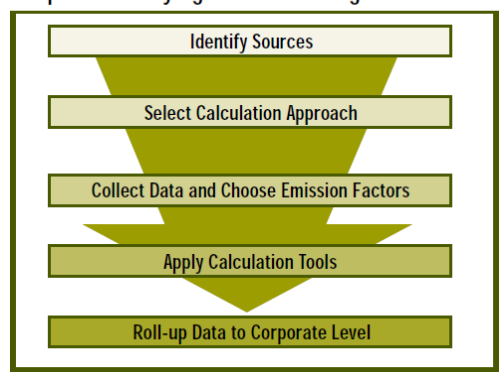 Identify Sources
Select Calculation Approach
Collect Data and Choose Emission Factors
Apply Calculation Tools
Roll-up Data to Corporate Level